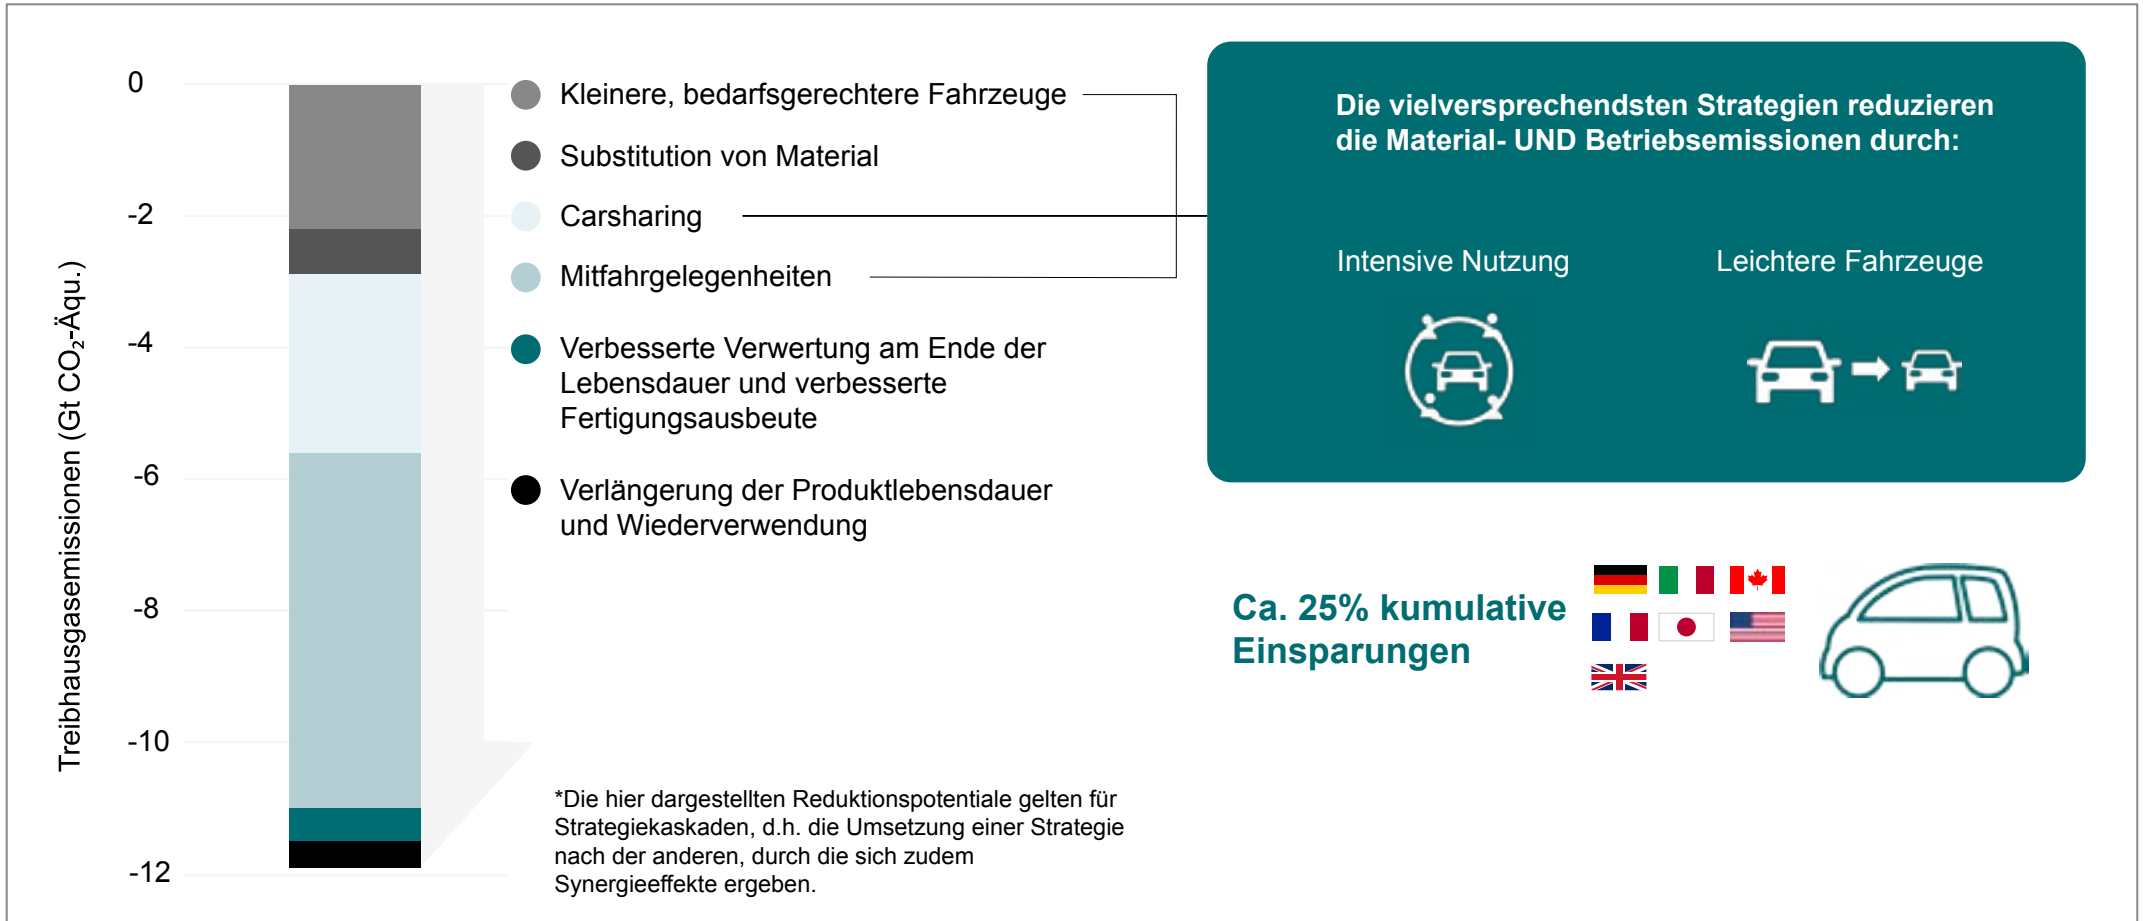 0
-2
-4
-6
-8
-10
-12
Treibhausgasemissionen (Gt CO₂-Äqu.)
Kleinere, bedarfsgerechtere Fahrzeuge
Substitution von Material
Carsharing
Mitfahrgelegenheiten
Verbesserte Verwertung am Ende der
Lebensdauer und verbesserte
Fertigungsausbeute
Verlängerung der Produktlebensdauer
und Wiederverwendung
*Die hier dargestellten Reduktionspotentiale gelten für
Strategiekaskaden, d.h. die Umsetzung einer Strategie
nach der anderen, durch die sich zudem
Synergieeffekte ergeben.
Die vielversprechendsten Strategien reduzieren
die Material- UND Betriebsemissionen durch:
Intensive Nutzung
Leichtere Fahrzeuge
Ca. 25% kumulative
Einsparungen